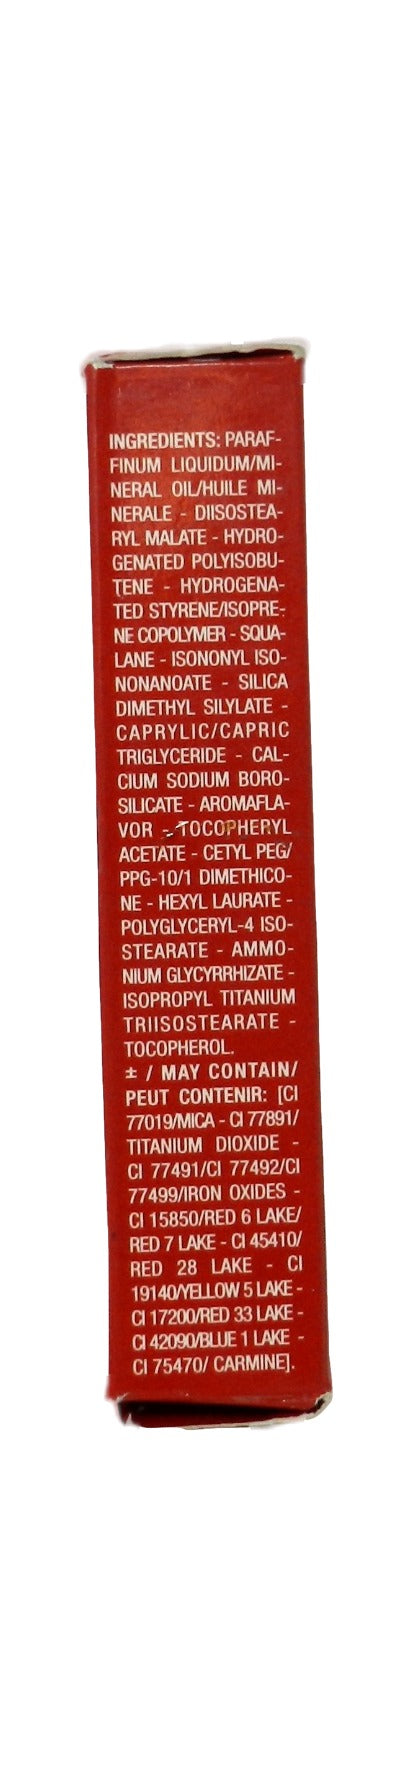 INGREDIENTS: PARAF-
FINUM LIQUIDUM/MI-
NERAL OIL/HUILE MI-
NERALE - DIISOSTEA-
RYL MALATE - HYDRO-
GENATED POLYISOBU-
TENE - HYDROGENA-
TED STYRENE/ISOPRE-
NE COPOLYMER - SQUA-
LANE - ISONONYL ISO-
NONANOATE - SILICA
DIMETHYL SILYLATE -
CAPRYLIC/CAPRIC
TRIGLYCERIDE - CAL-
CIUM SODIUM BORO-
SILICATE - AROMAFLA-
VOR - TOCOPHERYL
ACETATE - CETYL PEG/
PPG-10/1 DIMETHICO-
NE - HEXYL LAURATE -
POLYGLYCERYL-4 ISO-
STEARATE - AMMO-
NIUM GLYCYRRHIZATE -
ISOPROPYL TITANIUM
TRIISOSTEARATE -
TOCOPHEROL.
± / MAY CONTAIN/
PEUT CONTENIR: [CI
77019/MICA - CI 77891/
TITANIUM DIOXIDE -
CI 77491/CI 77492/CI
77499/IRON OXIDES -
CI 15850/RED 6 LAKE/
RED 7 LAKE - CI 45410/
RED 28 LAKE - CI
19140/YELLOW 5 LAKE -
CI 17200/RED 33 LAKE -
CI 42090/BLUE 1 LAKE -
CI 75470/ CARMINE].